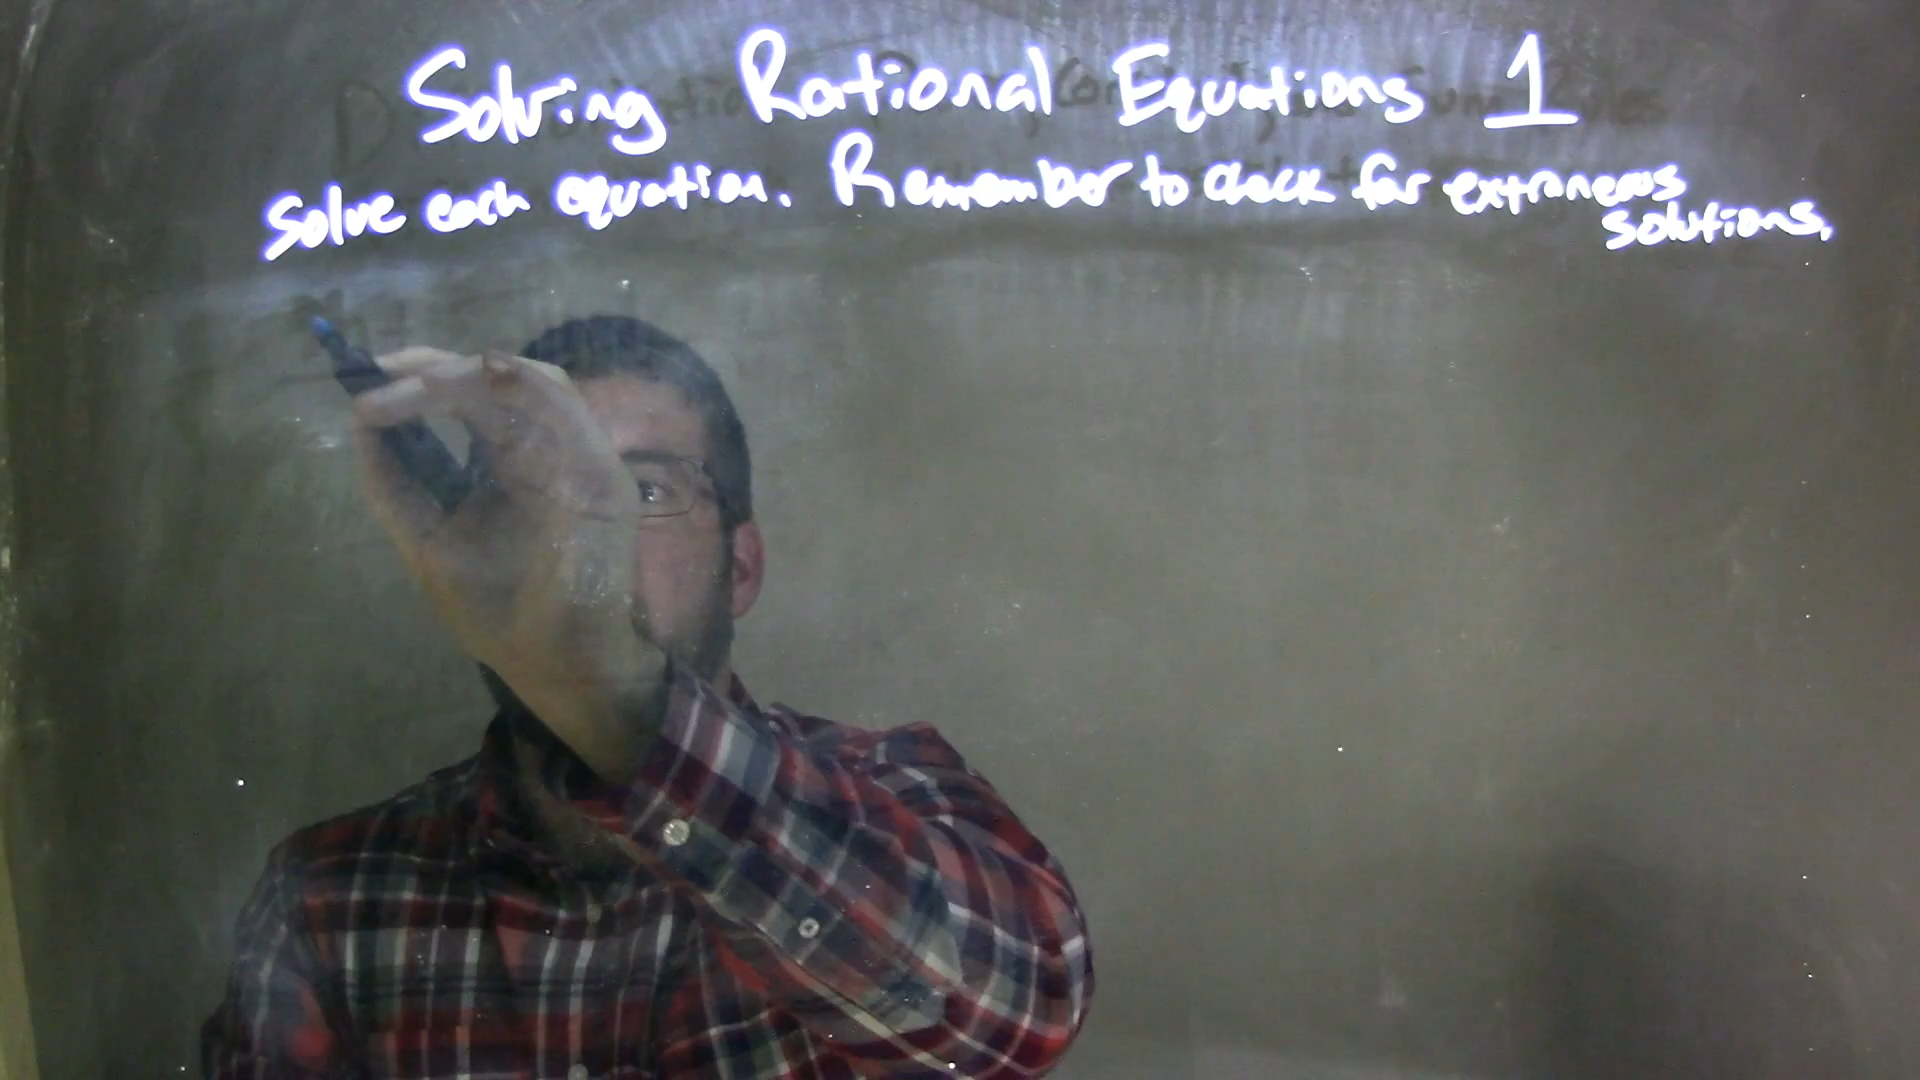 Solving Rational Equations 1
Solve each equation. Remember to check for extraneous
solutions.